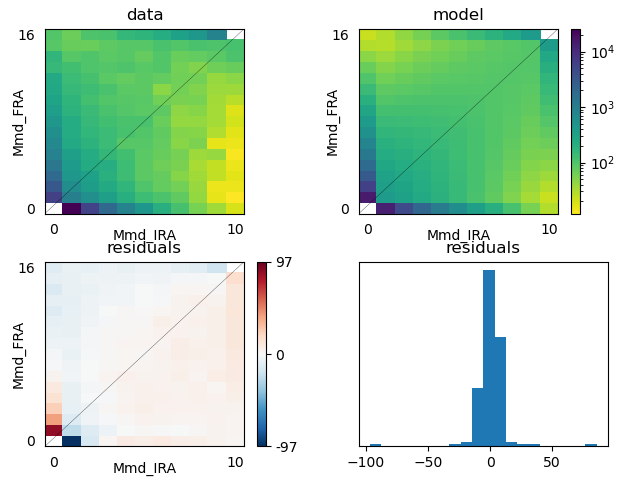 data
model
16
16
10⁴
10³
10²
Mmd_FRA
Mmd_FRA
0
0
0
10
0
10
Mmd_IRA
Mmd_IRA
residuals
residuals
16
97
Mmd_FRA
0
0
-97
0
10
Mmd_IRA
−100
−50
0
50